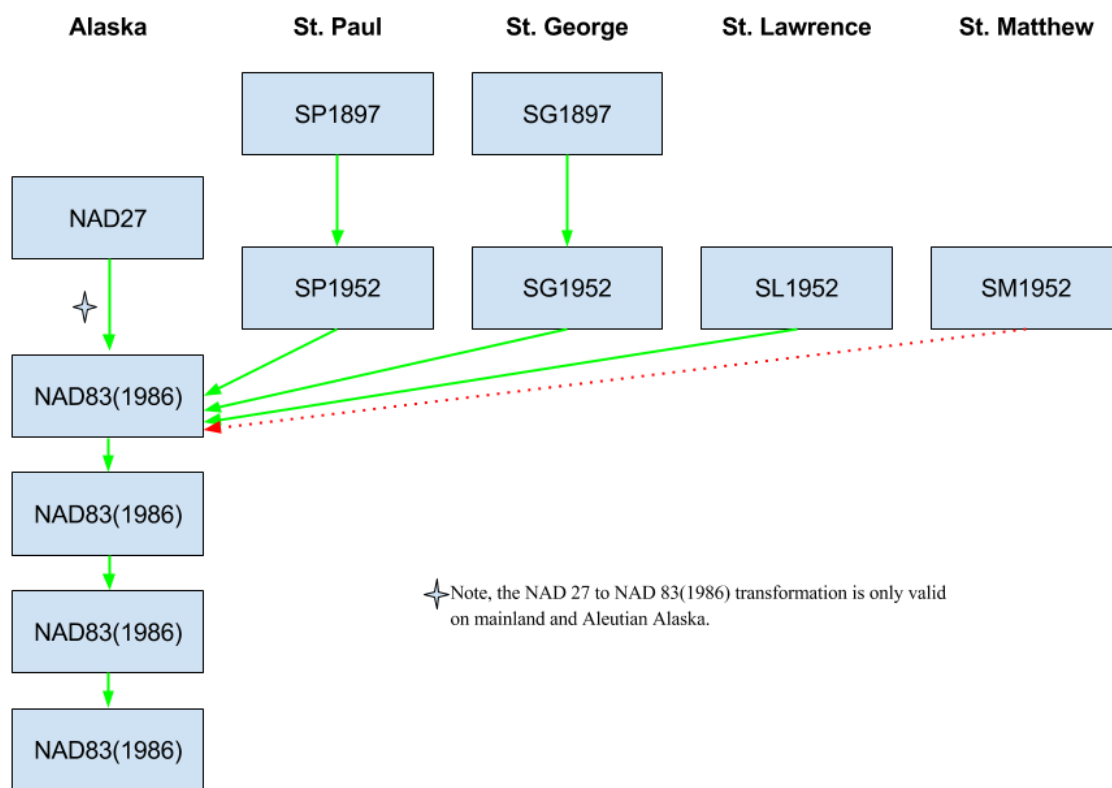 Alaska
St. Paul
St. George
St. Lawrence
St. Matthew
SP1897
SG1897
NAD27
SP1952
SG1952
SL1952
SM1952
NAD83(1986)
NAD83(1986)
NAD83(1986)
NAD83(1986)
Note, the NAD 27 to NAD 83(1986) transformation is only valid
on mainland and Aleutian Alaska.